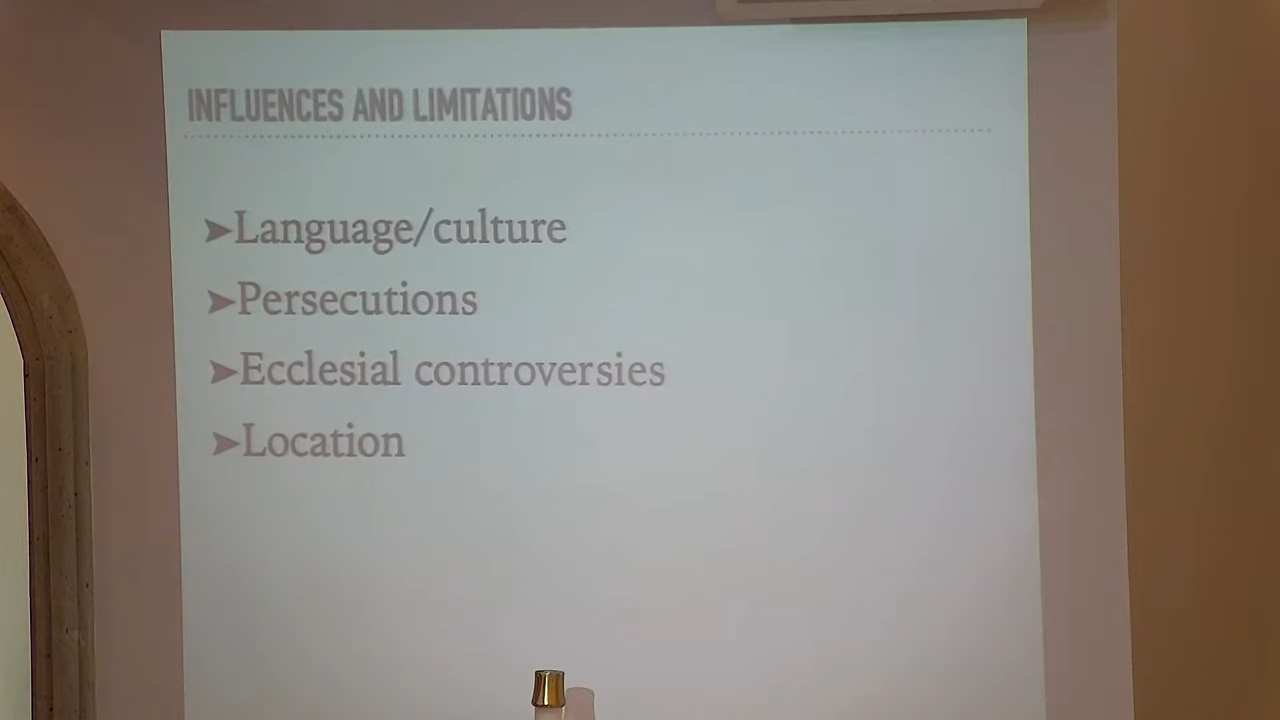 INFLUENCES AND LIMITATIONS
➤Language/culture
➤Persecutions
➤Ecclesial controversies
➤Location